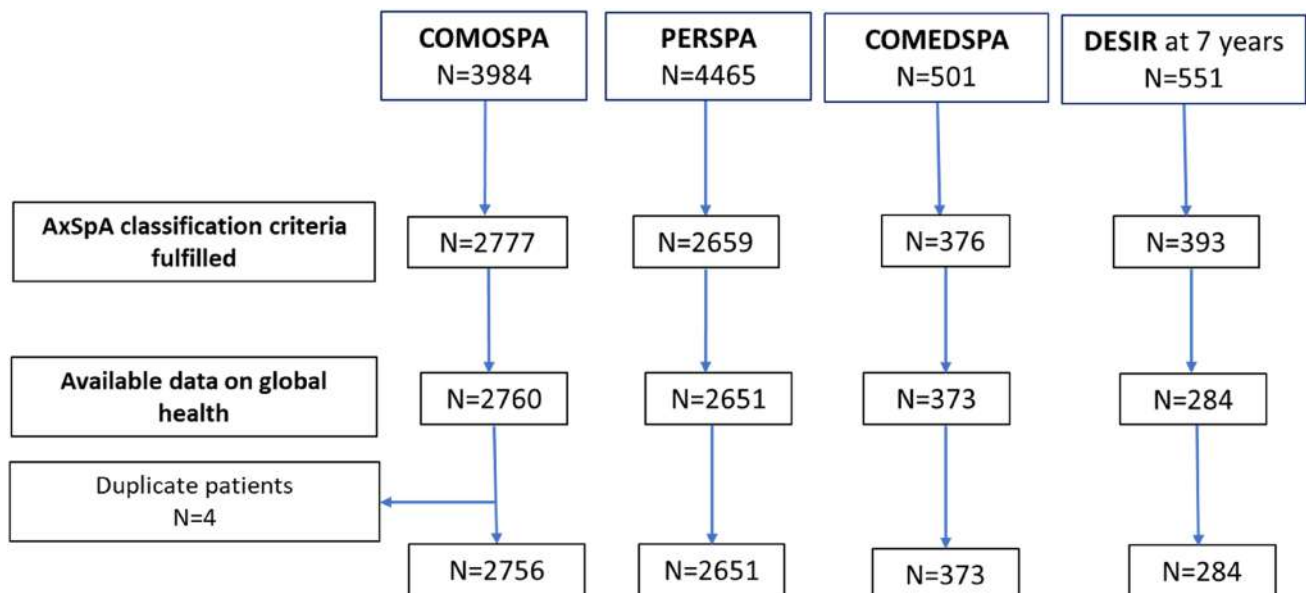 COMOSPA
N=3984
PERSPA
N=4465
COMEDSPA
N=501
DESIR at 7 years
N=551
AxSpA classification criteria
fulfilled
N=2777
N=2659
N=376
N=393
Available data on global
health
N=2760
N=2651
N=373
N=284
Duplicate patients
N=4
N=2756
N=2651
N=373
N=284